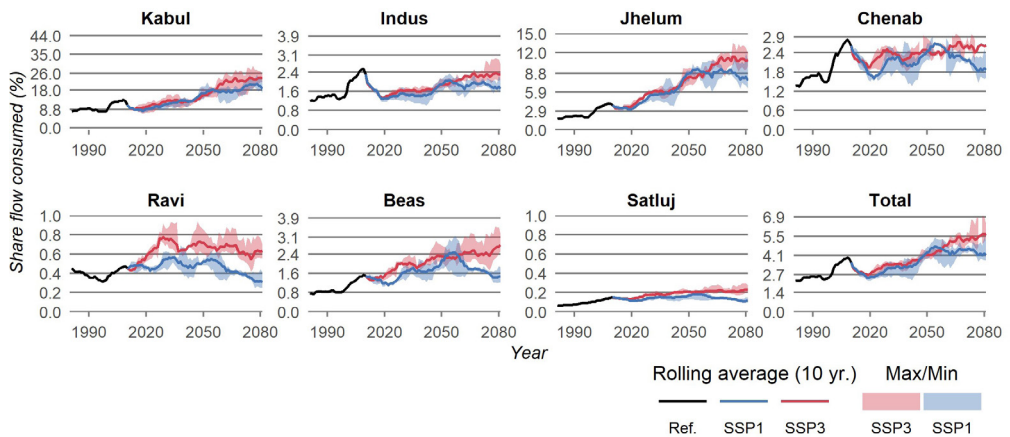 Kabul Indus Jhelum Chenab
44.0 35.0 26.0 18.0 8.8 0.0
3.9 3.1 2.4 1.6 0.8 0.0
15.0 12.0 8.8 5.9 2.9 0.0
2.9 2.4 1.8 1.2 0.6 0.0
1990 2020 2050 2080 1990 2020 2050 2080 1990 2020 2050 2080 1990 2020 2050 2080
Share flow consumed (%)
Ravi Beas Satluj Total
1.0 0.8 0.6 0.4 0.2 0.0
3.9 3.1 2.4 1.6 0.8 0.0
1.0 0.8 0.6 0.4 0.2 0.0
6.9 5.5 4.1 2.7 1.4 0.0
1990 2020 2050 2080 1990 2020 2050 2080 1990 2020 2050 2080 1990 2020 2050 2080
Year
Rolling average (10 yr.) Max/Min
Ref. SSP1 SSP3 SSP3 SSP1